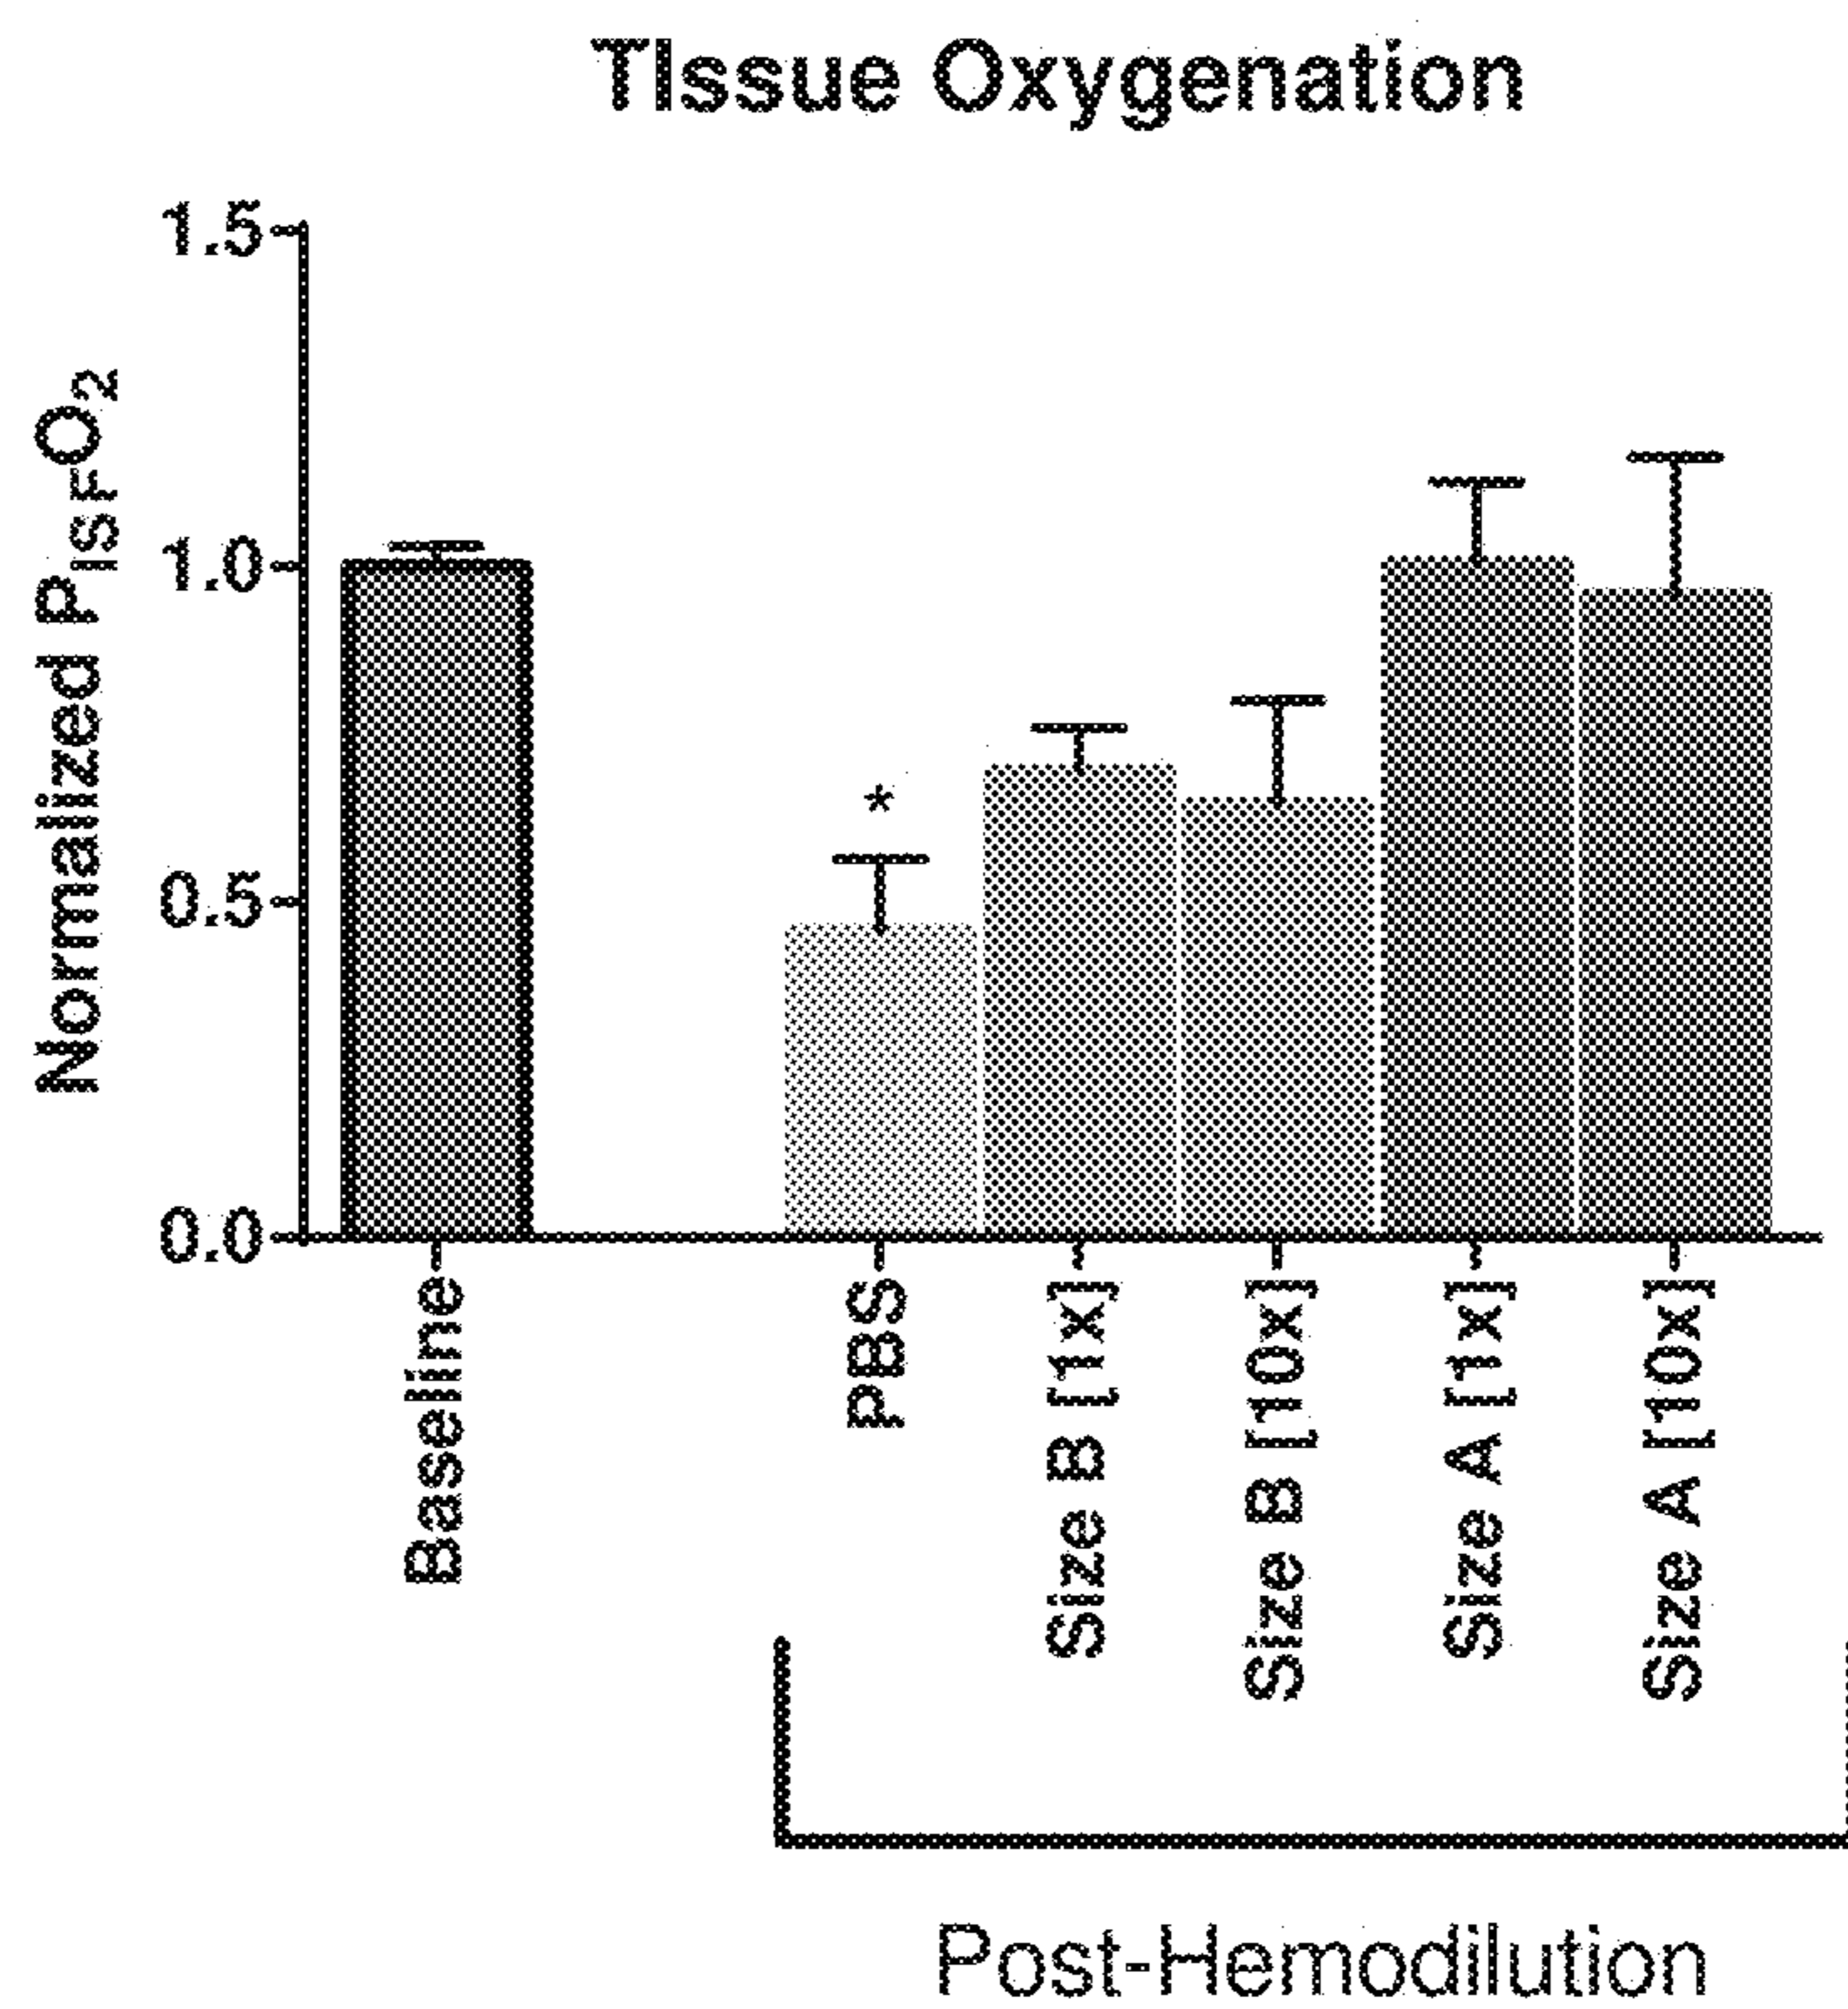 TIssue Oxygenation
Normalized PISFO2
1.5
1.0
0.5
0.0
*
Baseline
PBS
Size B [1x]
Size B [10x]
Size A [1x]
Size A [10x]
Post-Hemodilution